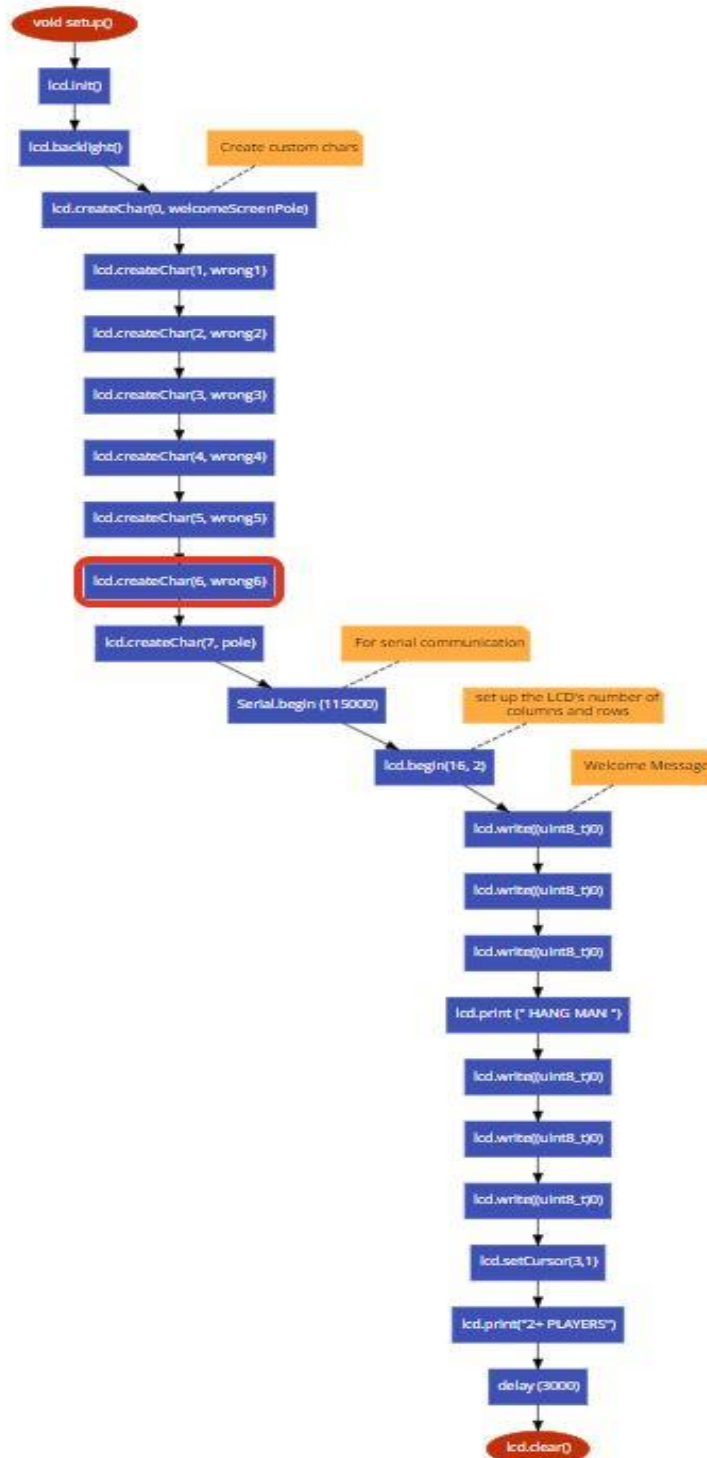 void setup()
lcd.init()
lcd.backlight()
Create custom chars
lcd.createChar(0, welcomeScreenPole)
lcd.createChar(1, wrong1)
lcd.createChar(2, wrong2)
lcd.createChar(3, wrong3)
lcd.createChar(4, wrong4)
lcd.createChar(5, wrong5)
lcd.createChar(6, wrong6)
lcd.createChar(7, pole)
For serial communication
Serial.begin (115000)
set up the LCD's number of
columns and rows
lcd.begin(16, 2)
Welcome Message
lcd.write((uint8_t)0)
lcd.write((uint8_t)0)
lcd.write((uint8_t)0)
lcd.print (" HANG MAN ")
lcd.write((uint8_t)0)
lcd.write((uint8_t)0)
lcd.write((uint8_t)0)
lcd.setCursor(3,1)
lcd.print("2+ PLAYERS")
delay (3000)
lcd.clear()